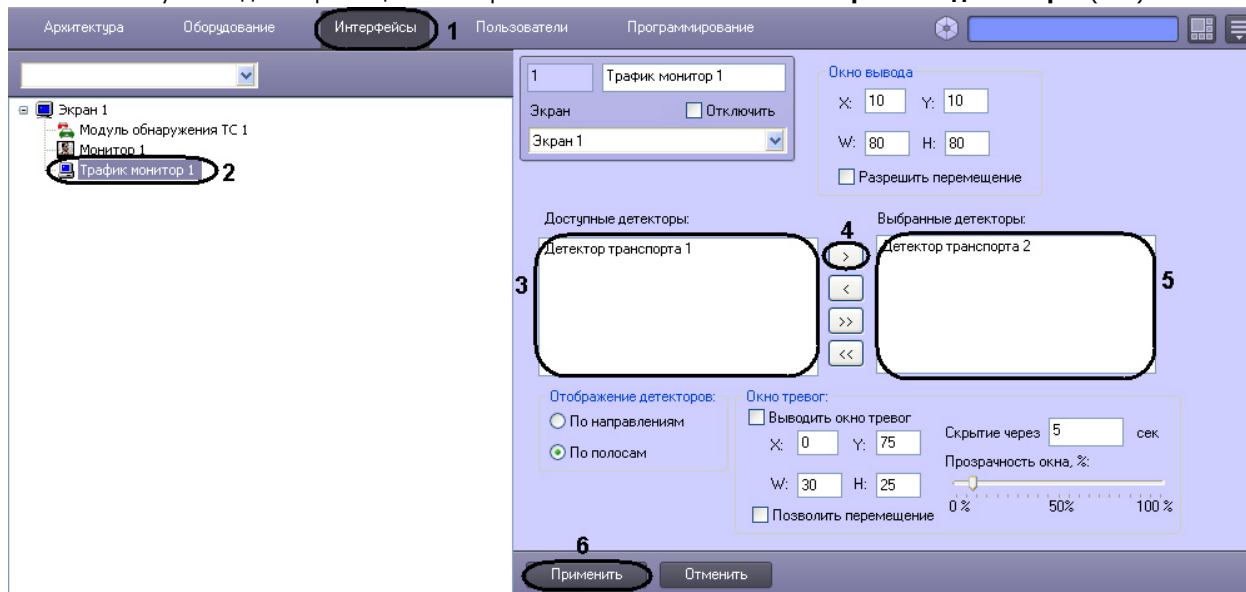 Архитектура Оборудование Интерфейсы 1 Пользователи Программирование
1 Трафик монитор 1
Экран Отключить
Экран 1
Окно вывода
X: 10 Y: 10
W: 80 H: 80
Разрешить перемещение
Экран 1
Модуль обнаружения ТС 1
Монитор 1
Трафик монитор 1 2
Доступные детекторы:
3 Детектор транспорта 1
4
>
<
>>
<<
Выбранные детекторы:
Детектор транспорта 2 5
Отображение детекторов:
По направлениям
По полосам
Окно тревог:
Выводить окно тревог
X: 0 Y: 75
W: 30 H: 25
Позволить перемещение
Скрытие через 5 сек
Прозрачность окна, %:
0 % 50% 100 %
6
Применить Отменить